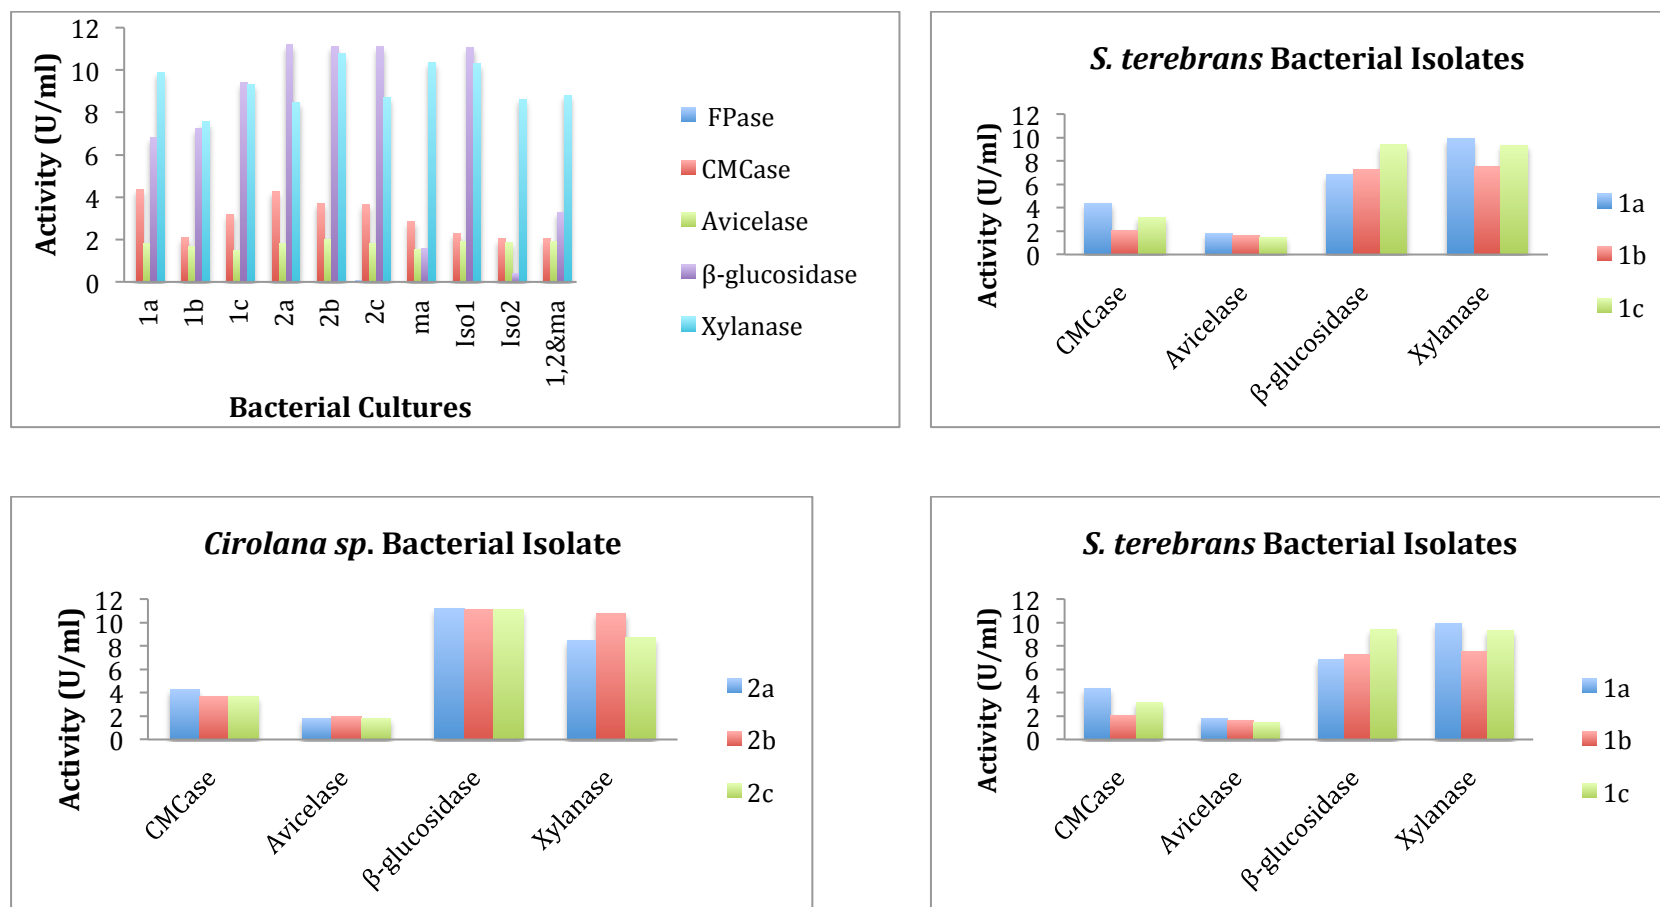 12
10
8
6
4
2
0
Activity (U/ml)
1a
1b
1c
2a
2b
2c
ma
Iso1
Iso2
1,2&ma
Bacterial Cultures
FPase
CMCase
Avicelase
β-glucosidase
Xylanase
S. terebrans Bacterial Isolates
12
10
8
6
4
2
0
Activity (U/ml)
CMCase
Avicelase
β-glucosidase
Xylanase
1a
1b
1c
Cirolana sp. Bacterial Isolate
12
10
8
6
4
2
0
Activity (U/ml)
CMCase
Avicelase
β-glucosidase
Xylanase
2a
2b
2c
S. terebrans Bacterial Isolates
12
10
8
6
4
2
0
Activity (U/ml)
CMCase
Avicelase
β-glucosidase
Xylanase
1a
1b
1c